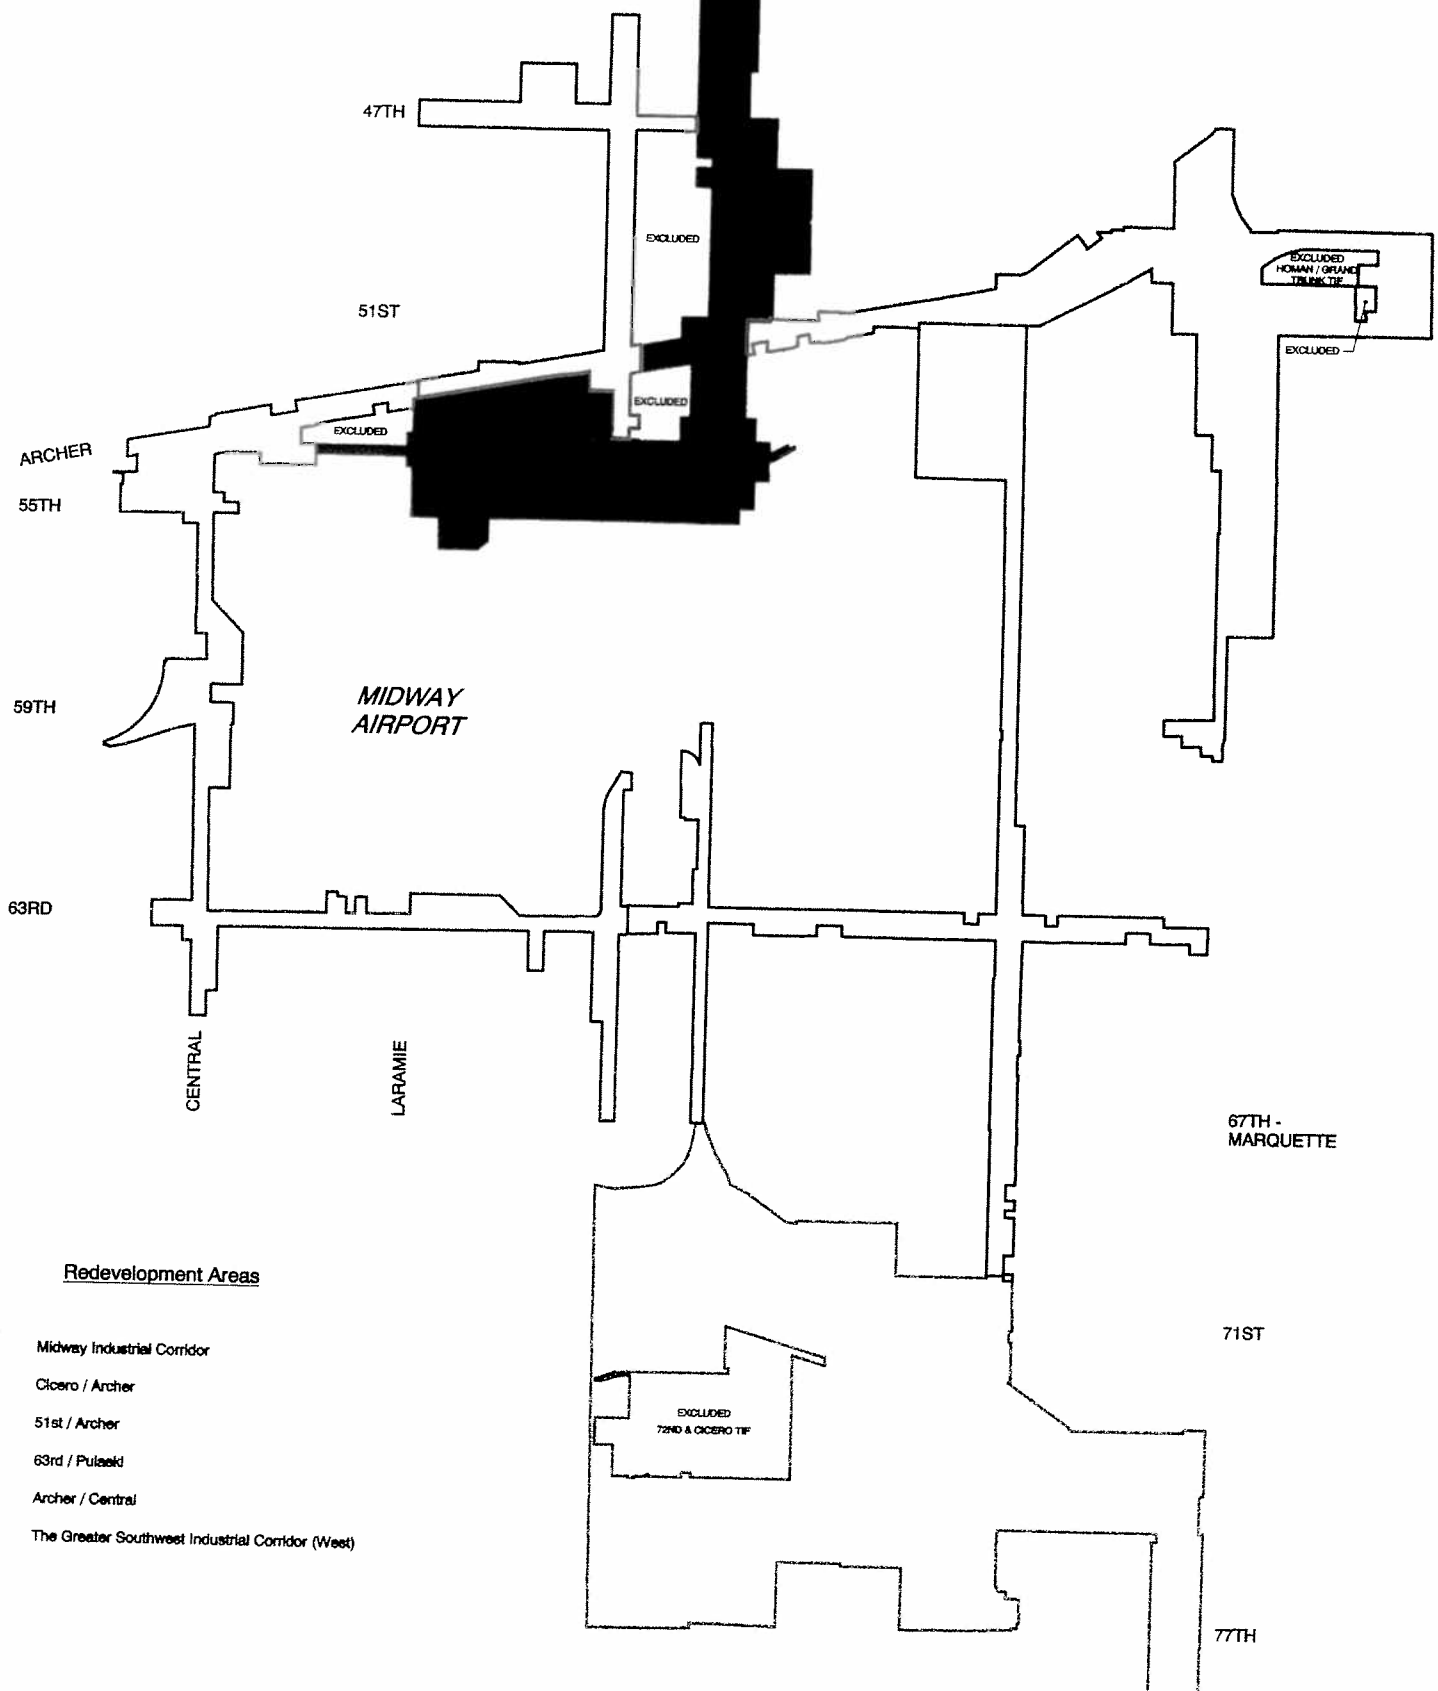 47TH
EXCLUDED
51ST
EXCLUDED
HOMAN / GRAND
TRUNK TIF
EXCLUDED
EXCLUDED
EXCLUDED
ARCHER
55TH
59TH
MIDWAY
AIRPORT
63RD
CENTRAL
LARAMIE
67TH -
MARQUETTE
71ST
Redevelopment Areas
Midway Industrial Corridor
Cicero / Archer
51st / Archer
63rd / Pulaski
Archer / Central
The Greater Southwest Industrial Corridor (West)
EXCLUDED
72ND & CICERO TIF
77TH